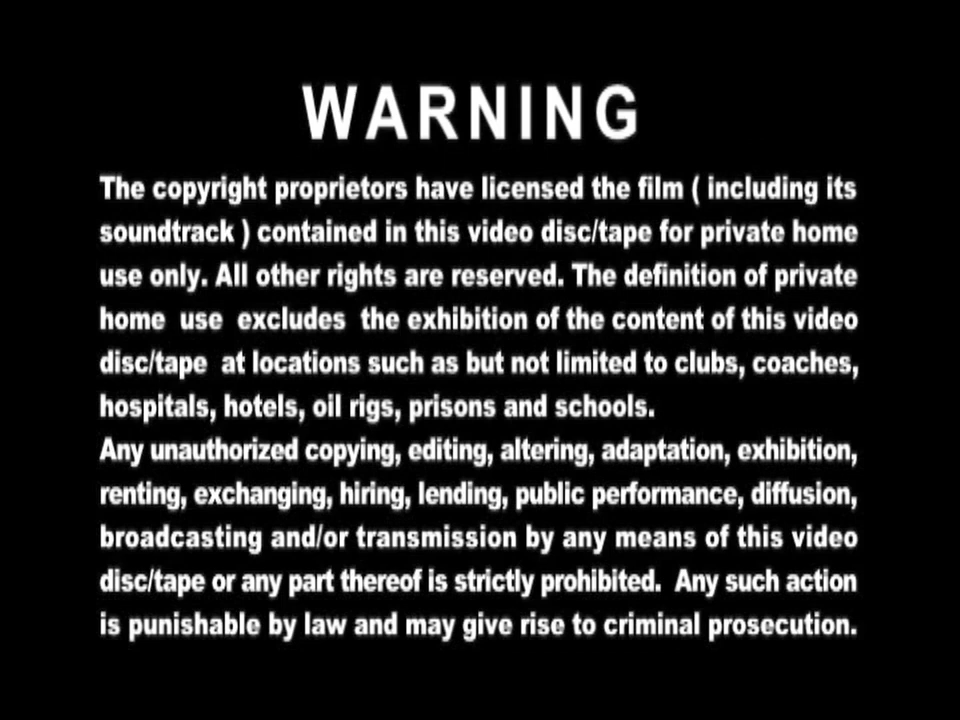 WARNING
The copyright proprietors have licensed the film ( including its
soundtrack ) contained in this video disc/tape for private home
use only. All other rights are reserved. The definition of private
home use excludes the exhibition of the content of this video
disc/tape at locations such as but not limited to clubs, coaches,
hospitals, hotels, oil rigs, prisons and schools.
Any unauthorized copying, editing, altering, adaptation, exhibition,
renting, exchanging, hiring, lending, public performance, diffusion,
broadcasting and/or transmission by any means of this video
disc/tape or any part thereof is strictly prohibited. Any such action
is punishable by law and may give rise to criminal prosecution.